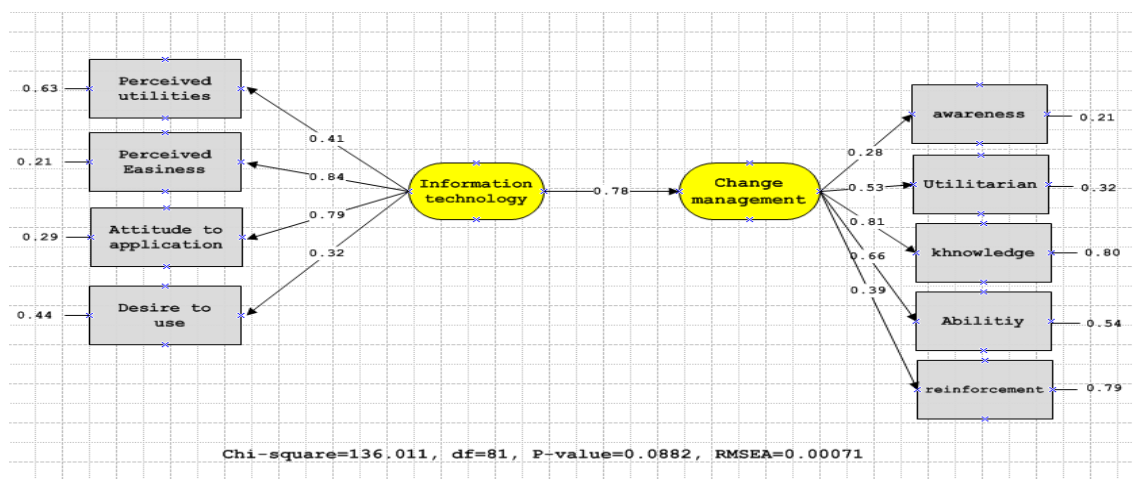 0.63
Perceived
utilities
0.21
Perceived
Easiness
0.29
Attitude to
application
0.44
Desire to
use
0.41
0.84
0.79
0.32
Information
technology
0.78
Change
management
0.28
0.53
0.81
0.66
0.39
awareness
0.21
Utilitarian
0.32
khnowledge
0.80
Abilitiy
0.54
reinforcement
0.79
Chi-square=136.011, df=81, P-value=0.0882, RMSEA=0.00071